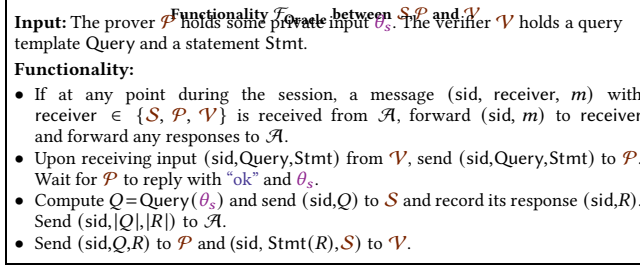 Functionality 𝓕_Oracle between 𝓢, 𝓟 and 𝓥
Input: The prover 𝓟 holds some private input θₛ. The verifier 𝓥 holds a query
template Query and a statement Stmt.
Functionality:
• If at any point during the session, a message (sid, receiver, m) with
receiver ∈ {𝓢, 𝓟, 𝓥} is received from 𝓐, forward (sid, m) to receiver
and forward any responses to 𝓐.
• Upon receiving input (sid,Query,Stmt) from 𝓥, send (sid,Query,Stmt) to 𝓟.
Wait for 𝓟 to reply with “ok” and θₛ.
• Compute Q=Query(θₛ) and send (sid,Q) to 𝓢 and record its response (sid,R).
Send (sid,|Q|,|R|) to 𝓐.
• Send (sid,Q,R) to 𝓟 and (sid, Stmt(R),𝓢) to 𝓥.